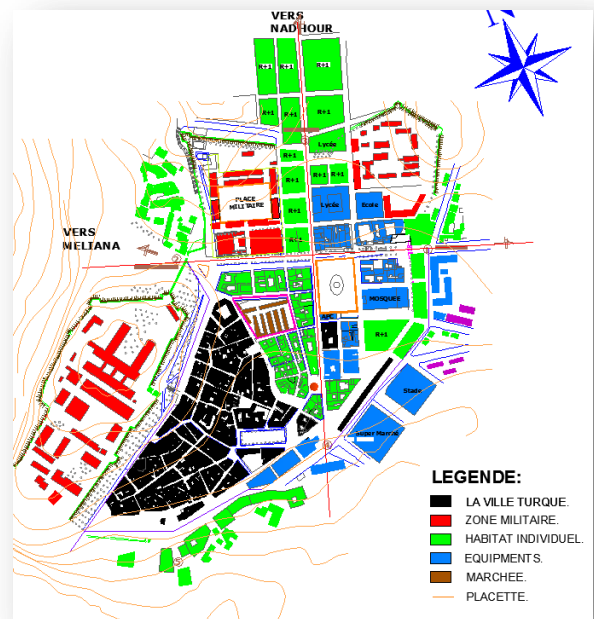 VERS
NADHOUR
N
R+1 R+1 R+1
R+1 R+1 R+1
Lycée
R+1
R+1 R+1
PLACE
MILITAIRE
R+1
Lycée
Ecole
VERS
MELIANA
MOSQUEE
R+1
Stade
LEGENDE:
LA VILLE TURQUE.
ZONE MILITAIRE.
HABITAT INDIVIDUEL.
EQUIPMENTS.
MARCHEE.
PLACETTE.